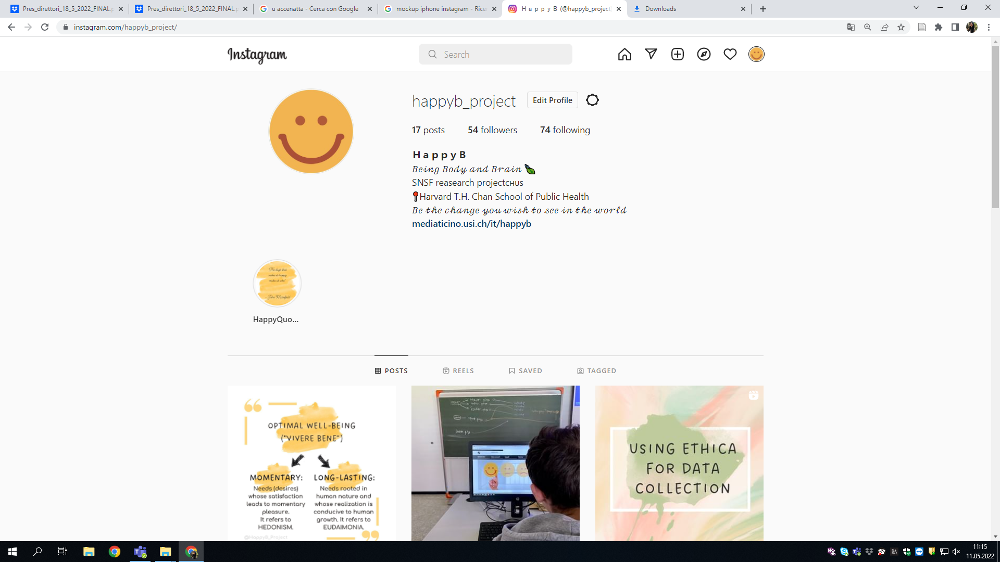 Pres_direttori_18_5_2022_FINAL.p
Pres_direttori_18_5_2022_FINAL.p
u accenatta - Cerca con Google
mockup iphone instagram - Rice
H a p p y B (@happyb_project
Downloads
instagram.com/happyb_project/
Instagram
Search
happyb_project
Edit Profile
17 posts 54 followers 74 following
H a p p y B
Being Body and Brain
SNSF reasearch projectCHUS
Harvard T.H. Chan School of Public Health
Be the change you wish to see in the world
mediaticino.usi.ch/it/happyb
HappyQuo...
POSTS
REELS
SAVED
TAGGED
OPTIMAL WELL-BEING
("VIVERE BENE")
MOMENTARY:
Needs (desires)
whose satisfaction
leads to momentary
pleasure.
It refers to
HEDONISM.
LONG-LASTING:
Needs rooted in
human nature and
whose realization is
conducive to human
growth. It refers to
EUDAIMONIA.
@HappyB_Project
USING ETHICA
FOR DATA
COLLECTION
11:15
11.05.2022